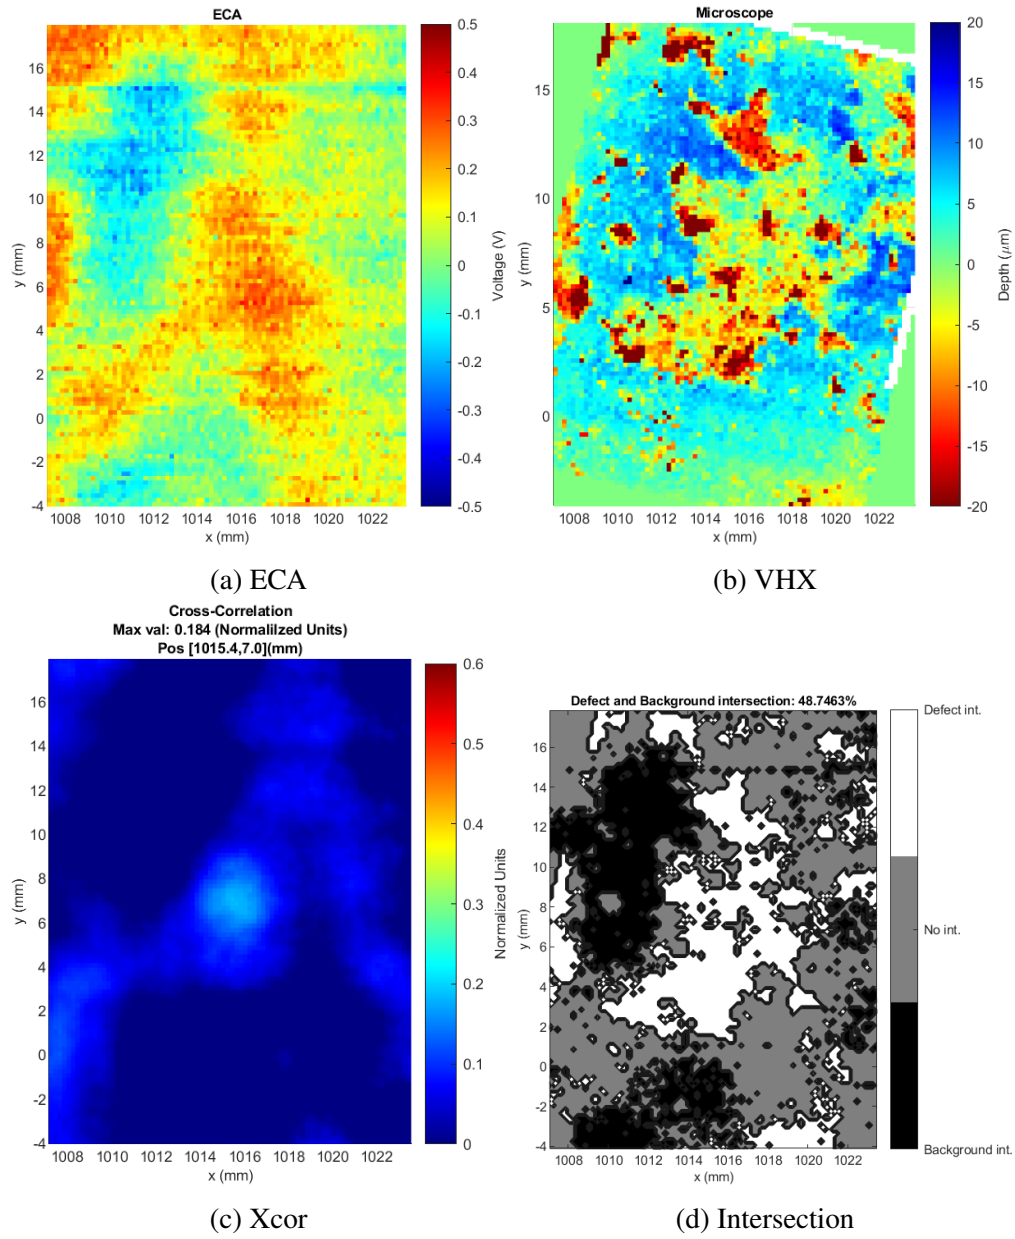 ECA
0.5
0.4
0.3
0.2
0.1
0
-0.1
-0.2
-0.3
-0.4
-0.5
Voltage (V)
16
14
12
10
8
6
4
2
0
-2
-4
y (mm)
1008 1010 1012 1014 1016 1018 1020 1022
x (mm)
(a) ECA
Microscope
20
15
10
5
0
-5
-10
-15
-20
Depth (μm)
15
10
5
0
y (mm)
1008 1010 1012 1014 1016 1018 1020 1022
x (mm)
(b) VHX
Cross-Correlation
Max val: 0.184 (Normalilzed Units)
Pos [1015.4,7.0](mm)
0.6
0.5
0.4
0.3
0.2
0.1
0
Normalized Units
16
14
12
10
8
6
4
2
0
-2
-4
y (mm)
1008 1010 1012 1014 1016 1018 1020 1022
x (mm)
(c) Xcor
Defect and Background intersection: 48.7463%
Defect int.
No int.
Background int.
16
14
12
10
8
6
4
2
0
-2
-4
y (mm)
1008 1010 1012 1014 1016 1018 1020 1022
x (mm)
(d) Intersection